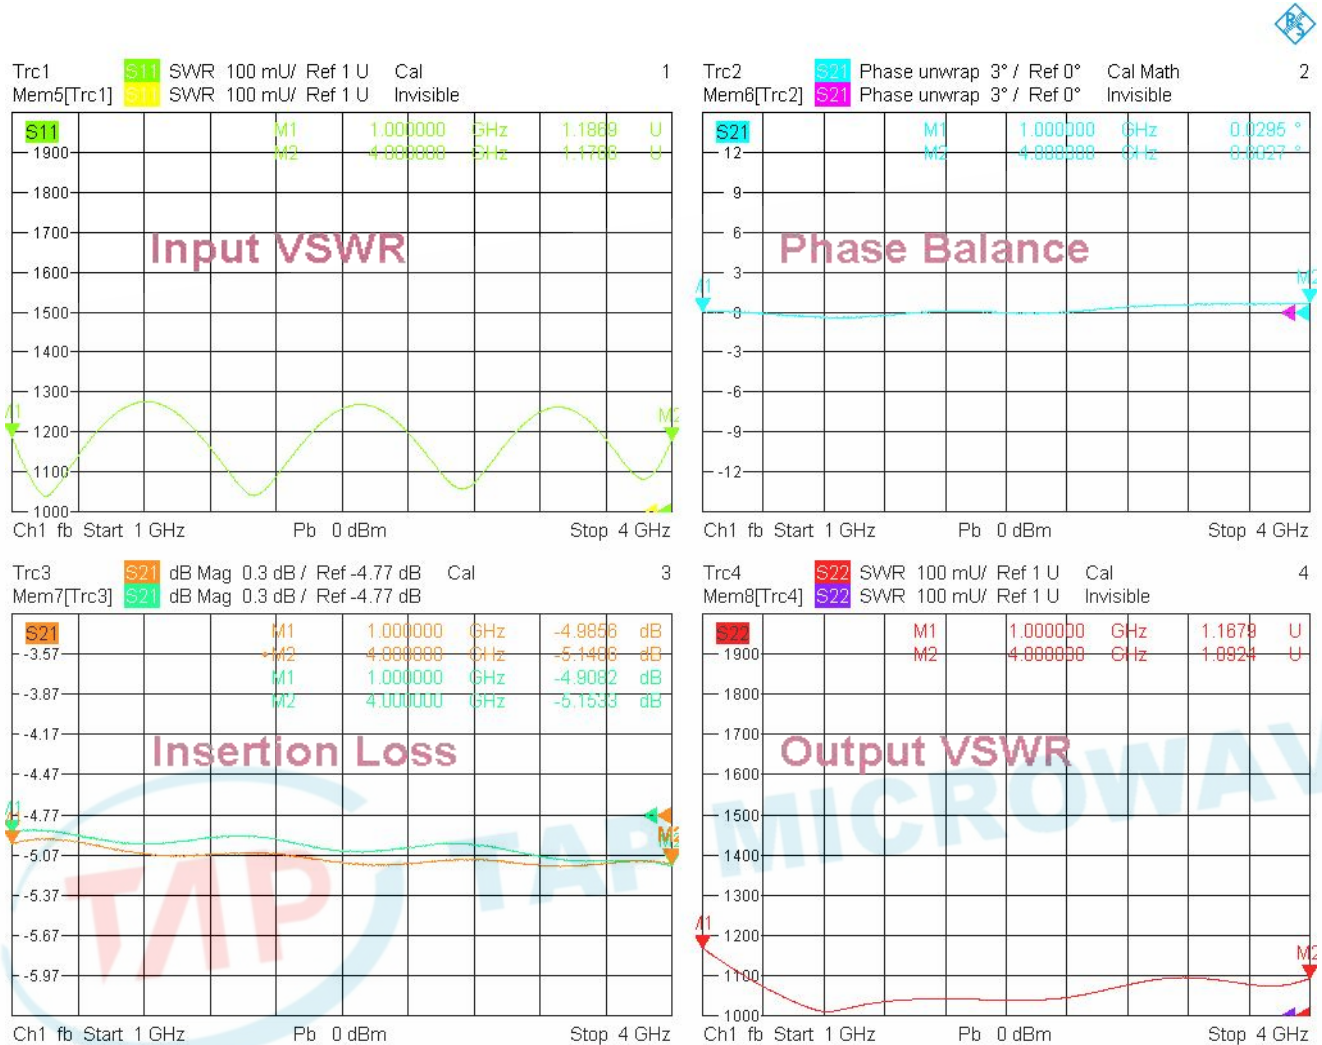 Trc1 S11 SWR 100 mU/ Ref 1 U Cal 1
Mem5[Trc1] S11 SWR 100 mU/ Ref 1 U Invisible
S11
M1 1.000000 GHz 1.1869 U
M2 4.000000 GHz U
1900
1800
1700
Input VSWR
1600
1500
1400
1300
M2
1200
1100
1000
Ch1 fb Start 1 GHz Pb 0 dBm Stop 4 GHz
Trc2 S21 Phase unwrap 3° / Ref 0° Cal Math 2
Mem6[Trc2] S21 Phase unwrap 3° / Ref 0° Invisible
S21
M1 1.000000 GHz 0.0295 °
M2 4.000000 GHz °
12
9
6
Phase Balance
3
M2
0
-3
-6
-9
-12
Ch1 fb Start 1 GHz Pb 0 dBm Stop 4 GHz
Trc3 S21 dB Mag 0.3 dB / Ref -4.77 dB Cal 3
Mem7[Trc3] S21 dB Mag 0.3 dB / Ref -4.77 dB
S21
M1 1.000000 GHz -4.9856 dB
•M2 4.000000 GHz dB
-3.57
M1 1.000000 GHz -4.9082 dB
M2 4.000000 GHz -5.1533 dB
-3.87
-4.17
Insertion Loss
-4.47
-4.77
M2
-5.07
-5.37
-5.67
-5.97
Ch1 fb Start 1 GHz Pb 0 dBm Stop 4 GHz
Trc4 S22 SWR 100 mU/ Ref 1 U Cal 4
Mem8[Trc4] S22 SWR 100 mU/ Ref 1 U Invisible
S22
M1 1.000000 GHz 1.1679 U
M2 4.000000 GHz 1.0924 U
1900
1800
1700
Output VSWR
1600
1500
1400
1300
1200
M2
1100
1000
Ch1 fb Start 1 GHz Pb 0 dBm Stop 4 GHz
TAP TAP MICROWAV
R&S